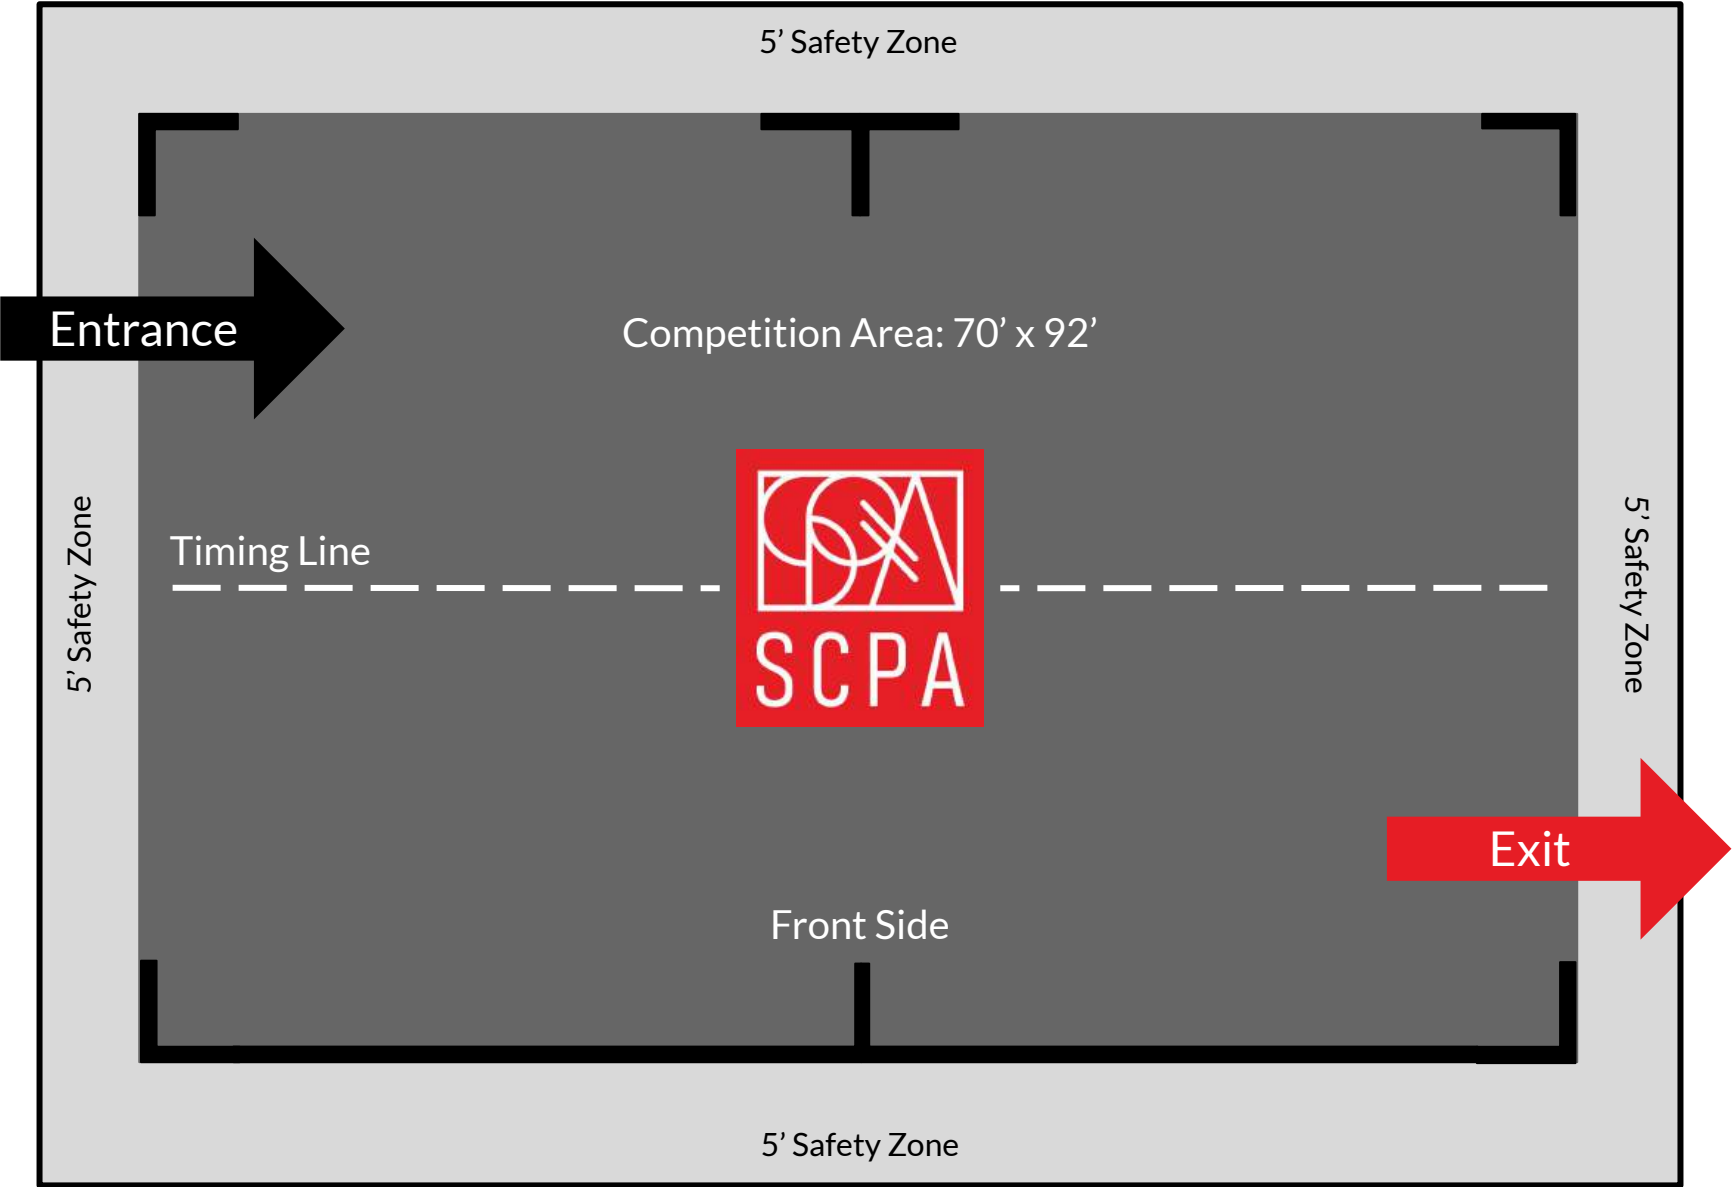 5’ Safety Zone
Entrance
Competition Area: 70’ x 92’
5’ Safety Zone
Timing Line
SCPA
5’ Safety Zone
Exit
Front Side
5’ Safety Zone